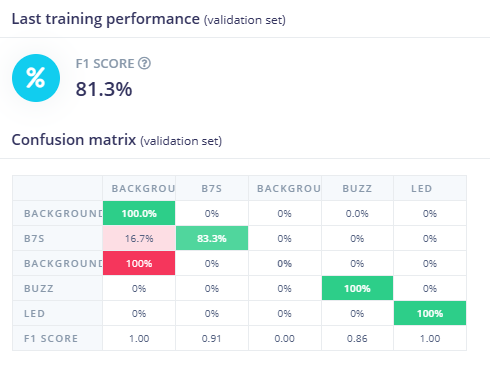 Last training performance (validation set)
%
F1 SCORE ?
81.3%
Confusion matrix (validation set)
BACKGROU B7S BACKGROU BUZZ LED
BACKGROUND 100.0% 0% 0% 0.0% 0%
B7S 16.7% 83.3% 0% 0% 0%
BACKGROUND 100% 0% 0% 0% 0%
BUZZ 0% 0% 0% 100% 0%
LED 0% 0% 0% 0% 100%
F1 SCORE 1.00 0.91 0.00 0.86 1.00